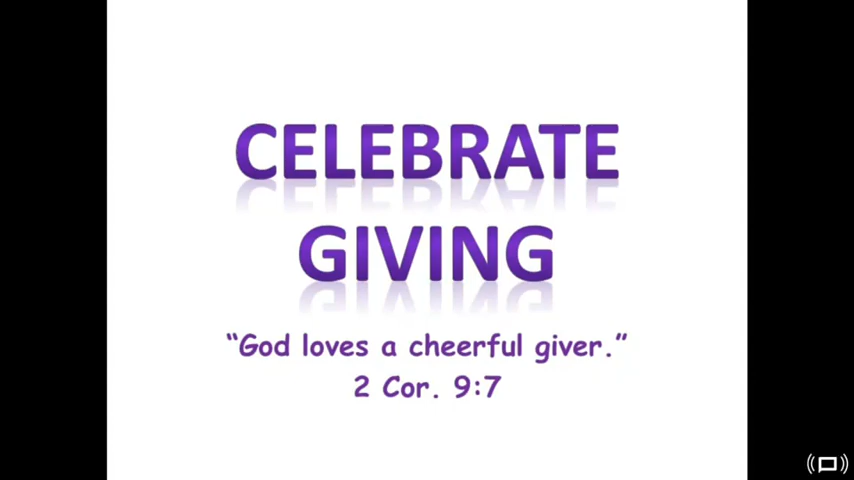 CELEBRATE
GIVING
“God loves a cheerful giver.”
2 Cor. 9:7